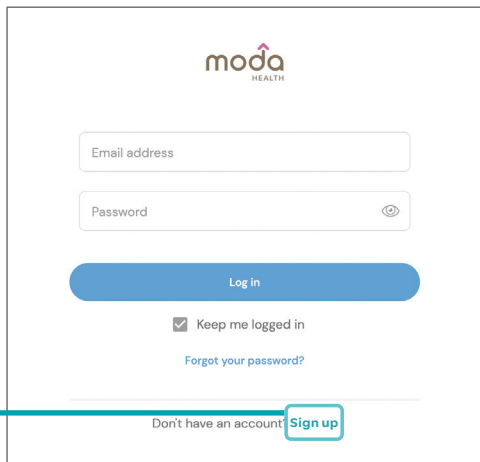 moda
HEALTH
Email address
Password
Log in
Keep me logged in
Forgot your password?
Don't have an account? Sign up